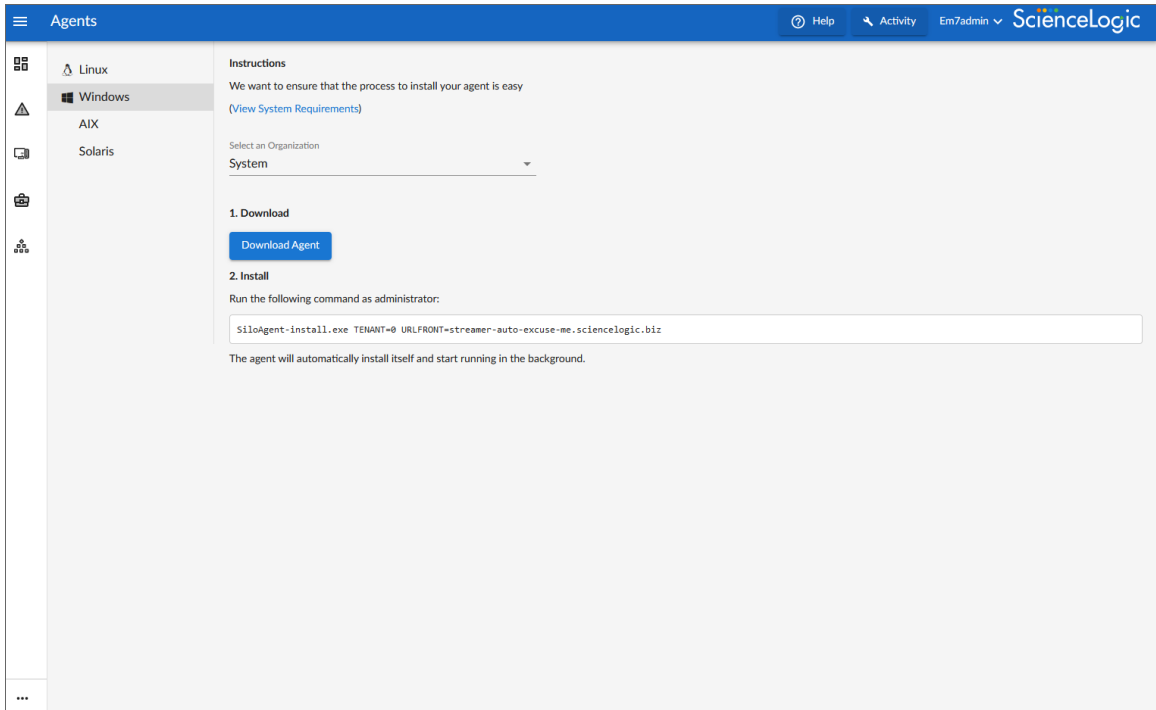 Agents
Help
Activity
Em7admin
ScienceLogic
Linux
Windows
AIX
Solaris
Instructions
We want to ensure that the process to install your agent is easy
(View System Requirements)
Select an Organization
System
1. Download
Download Agent
2. Install
Run the following command as administrator:
SiloAgent-install.exe TENANT=0 URLFRONT=streamer-auto-excuse-me.sciencelogic.biz
The agent will automatically install itself and start running in the background.